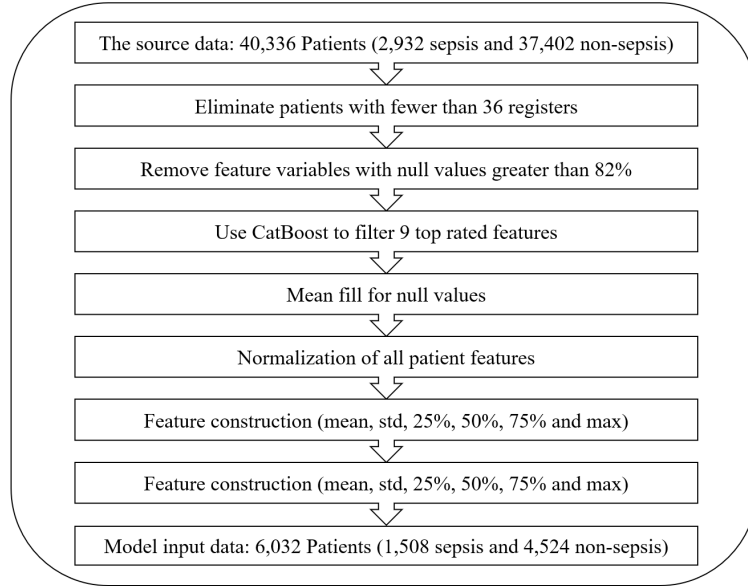 The source data: 40,336 Patients (2,932 sepsis and 37,402 non-sepsis)
Eliminate patients with fewer than 36 registers
Remove feature variables with null values greater than 82%
Use CatBoost to filter 9 top rated features
Mean fill for null values
Normalization of all patient features
Feature construction (mean, std, 25%, 50%, 75% and max)
Feature construction (mean, std, 25%, 50%, 75% and max)
Model input data: 6,032 Patients (1,508 sepsis and 4,524 non-sepsis)